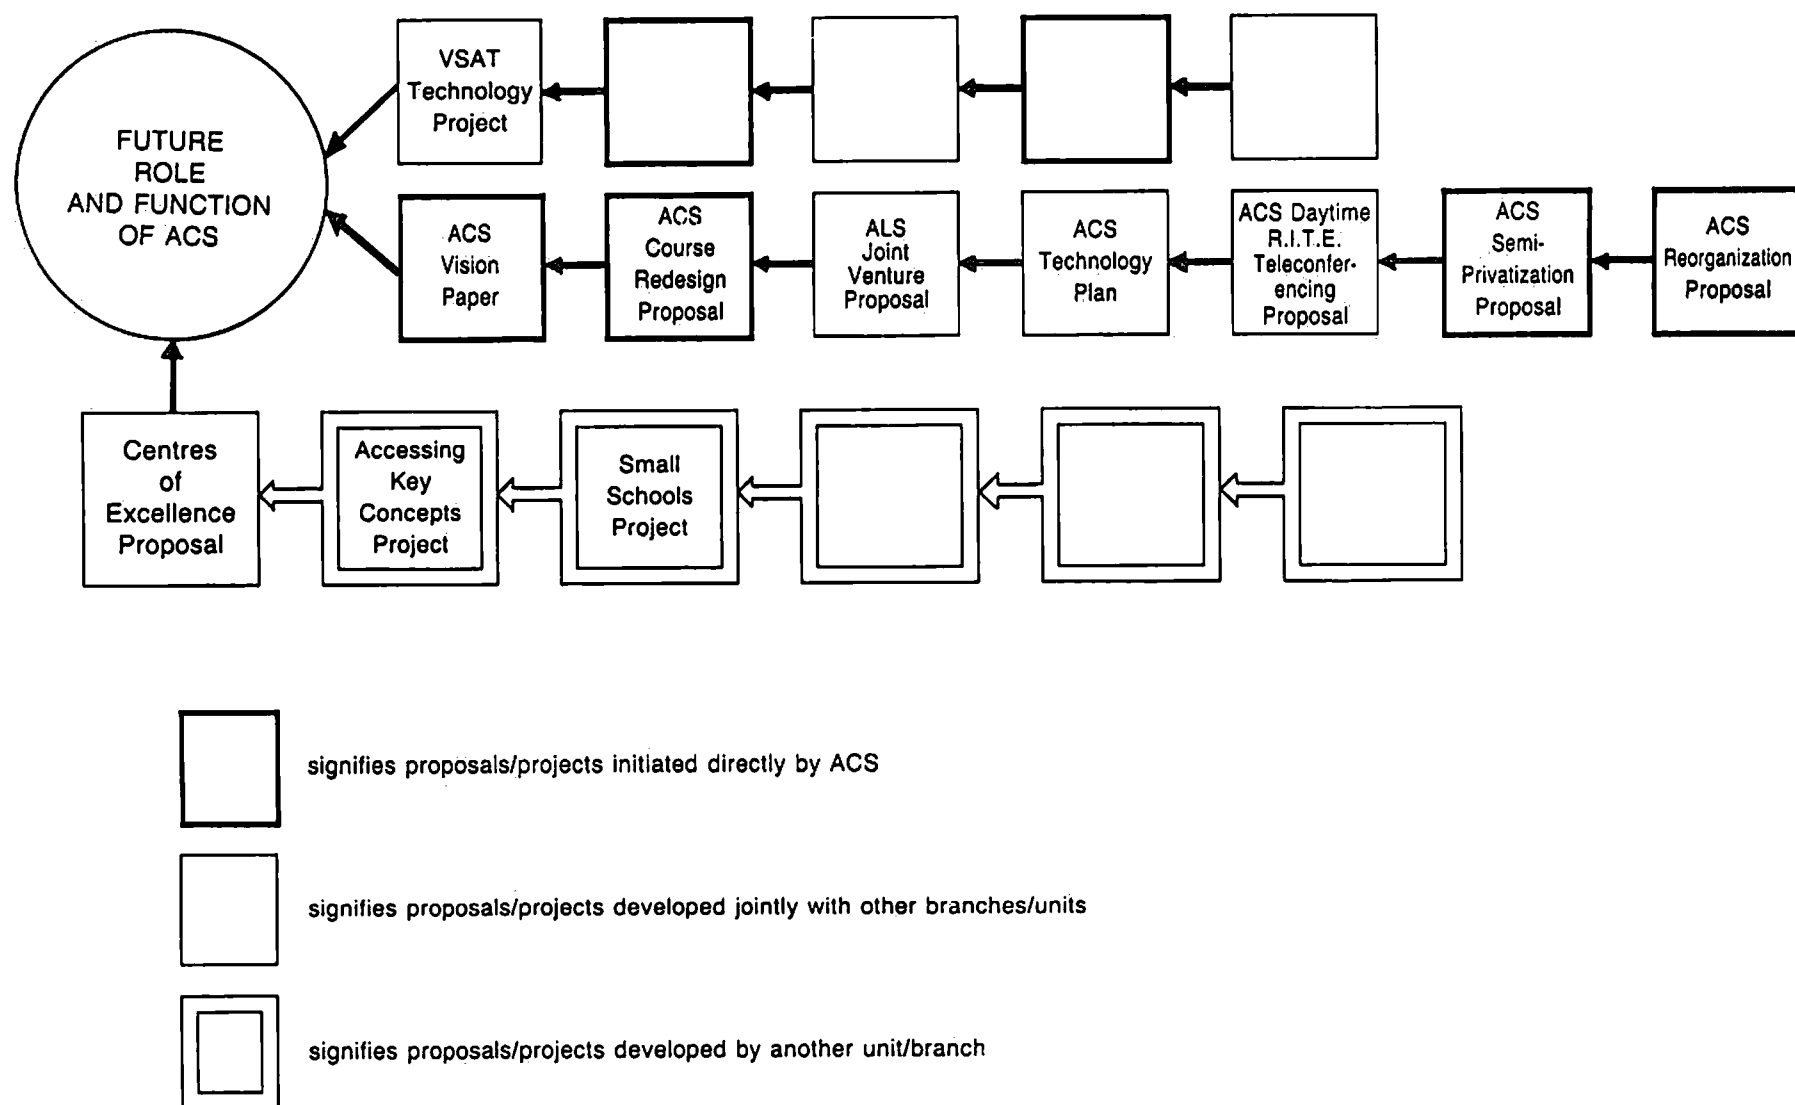 FUTURE
ROLE
AND FUNCTION
OF ACS
VSAT
Technology
Project
ACS
Vision
Paper
ACS
Course
Redesign
Proposal
ALS
Joint
Venture
Proposal
ACS
Technology
Plan
ACS Daytime
R.I.T.E.
Teleconfer-
encing
Proposal
ACS
Semi-
Privatization
Proposal
ACS
Reorganization
Proposal
Centres
of
Excellence
Proposal
Accessing
Key
Concepts
Project
Small
Schools
Project
signifies proposals/projects initiated directly by ACS
signifies proposals/projects developed jointly with other branches/units
signifies proposals/projects developed by another unit/branch